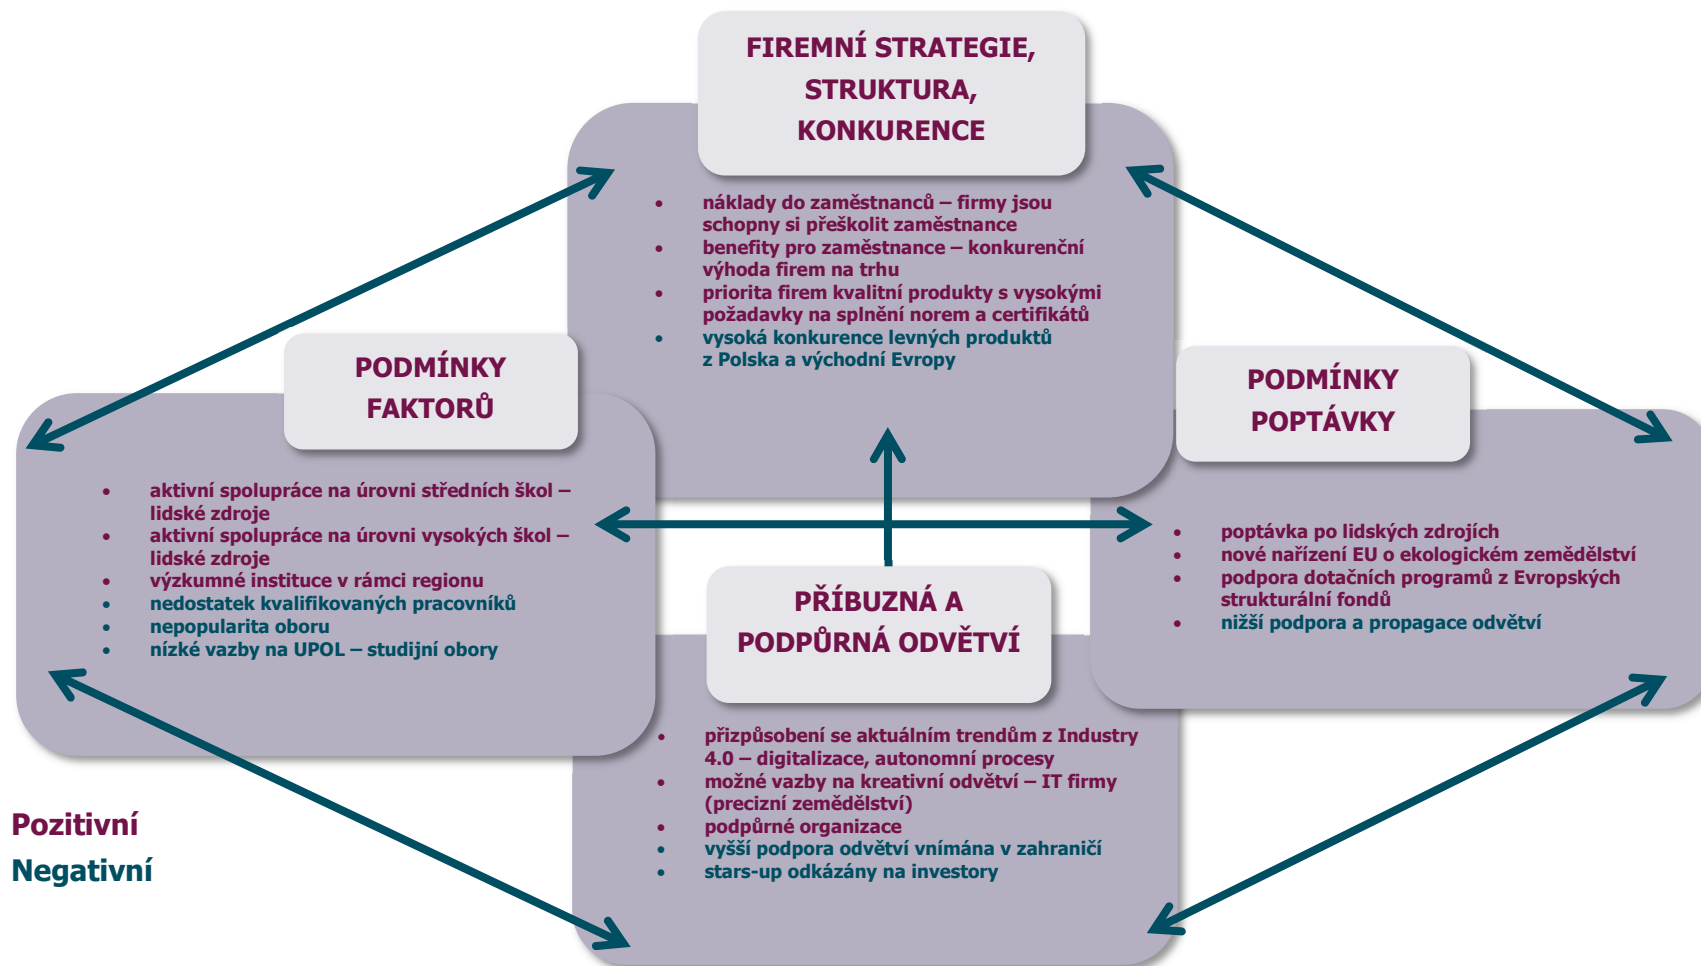 FIREMNÍ STRATEGIE,
STRUKTURA,
KONKURENCE
• náklady do zaměstnanců – firmy jsou
schopny si přeškolit zaměstnance
• benefity pro zaměstnance – konkurenční
výhoda firem na trhu
• priorita firem kvalitní produkty s vysokými
požadavky na splnění norem a certifikátů
• vysoká konkurence levných produktů
z Polska a východní Evropy
PODMÍNKY
FAKTORŮ
• aktivní spolupráce na úrovni středních škol –
lidské zdroje
• aktivní spolupráce na úrovni vysokých škol –
lidské zdroje
• výzkumné instituce v rámci regionu
• nedostatek kvalifikovaných pracovníků
• nepopularita oboru
• nízké vazby na UPOL – studijní obory
PODMÍNKY
POPTÁVKY
• poptávka po lidských zdrojích
• nové nařízení EU o ekologickém zemědělství
• podpora dotačních programů z Evropských
strukturální fondů
• nižší podpora a propagace odvětví
PŘÍBUZNÁ A
PODPŮRNÁ ODVĚTVÍ
• přizpůsobení se aktuálním trendům z Industry
4.0 – digitalizace, autonomní procesy
• možné vazby na kreativní odvětví – IT firmy
(precizní zemědělství)
• podpůrné organizace
• vyšší podpora odvětví vnímána v zahraničí
• stars-up odkázány na investory
Pozitivní
Negativní